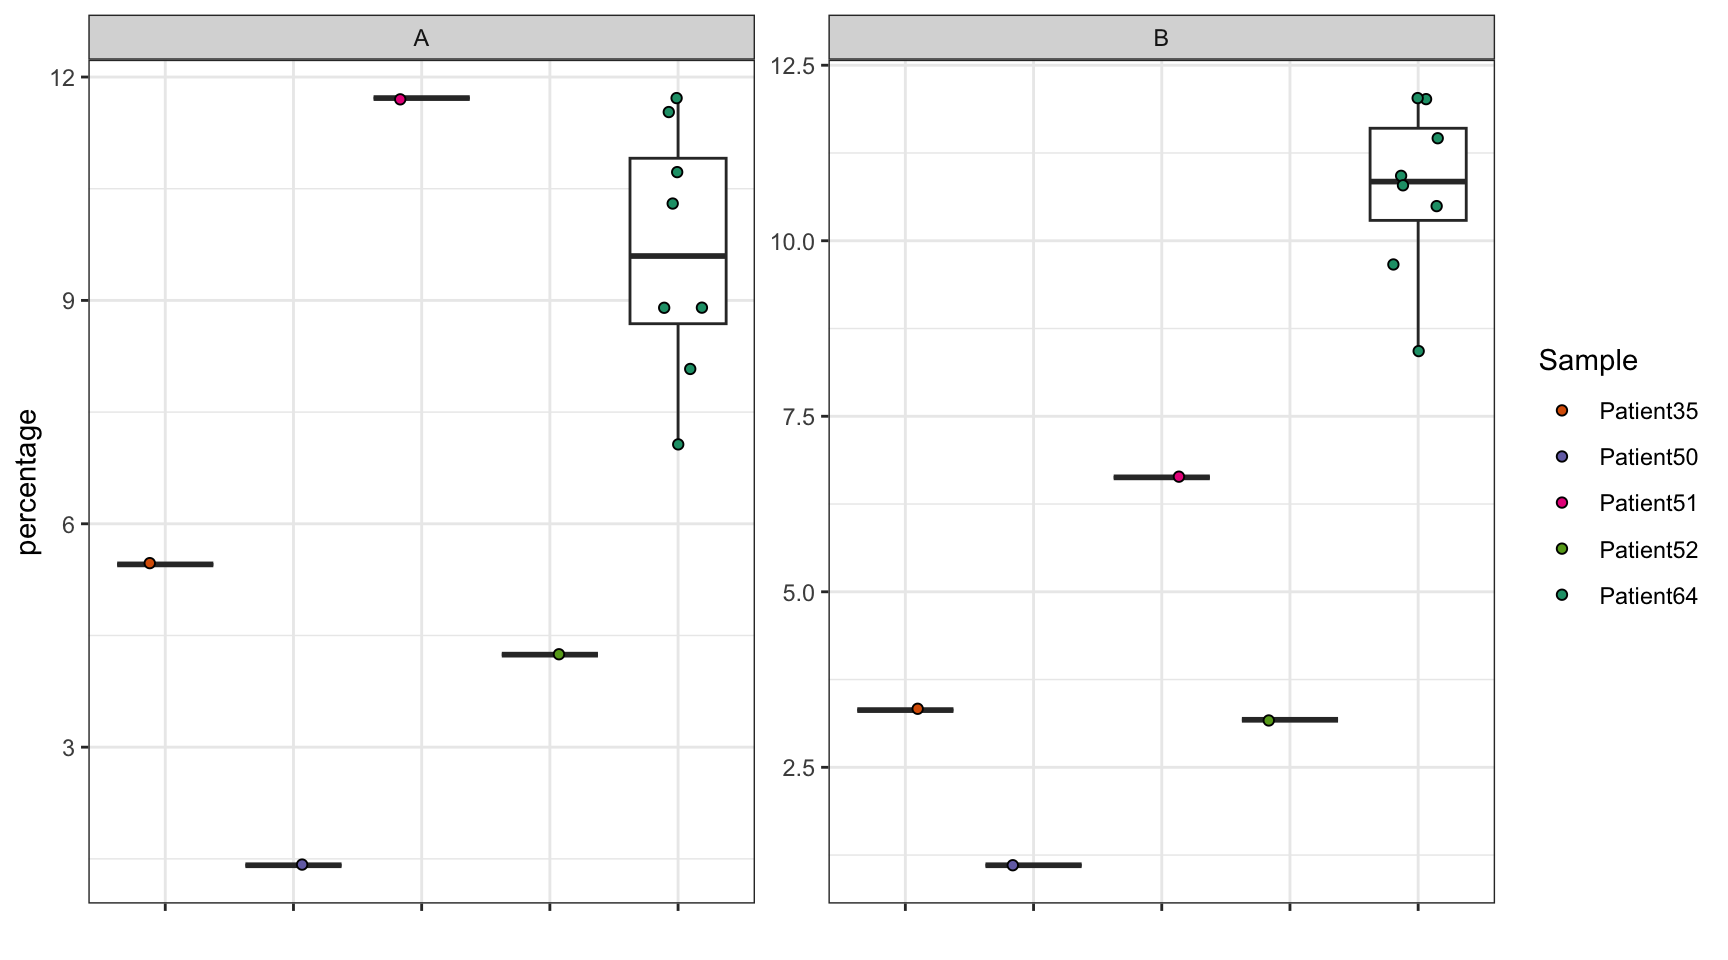 A
B
percentage
12
9
6
3
12.5
10.0
7.5
5.0
2.5
Sample
Patient35
Patient50
Patient51
Patient52
Patient64